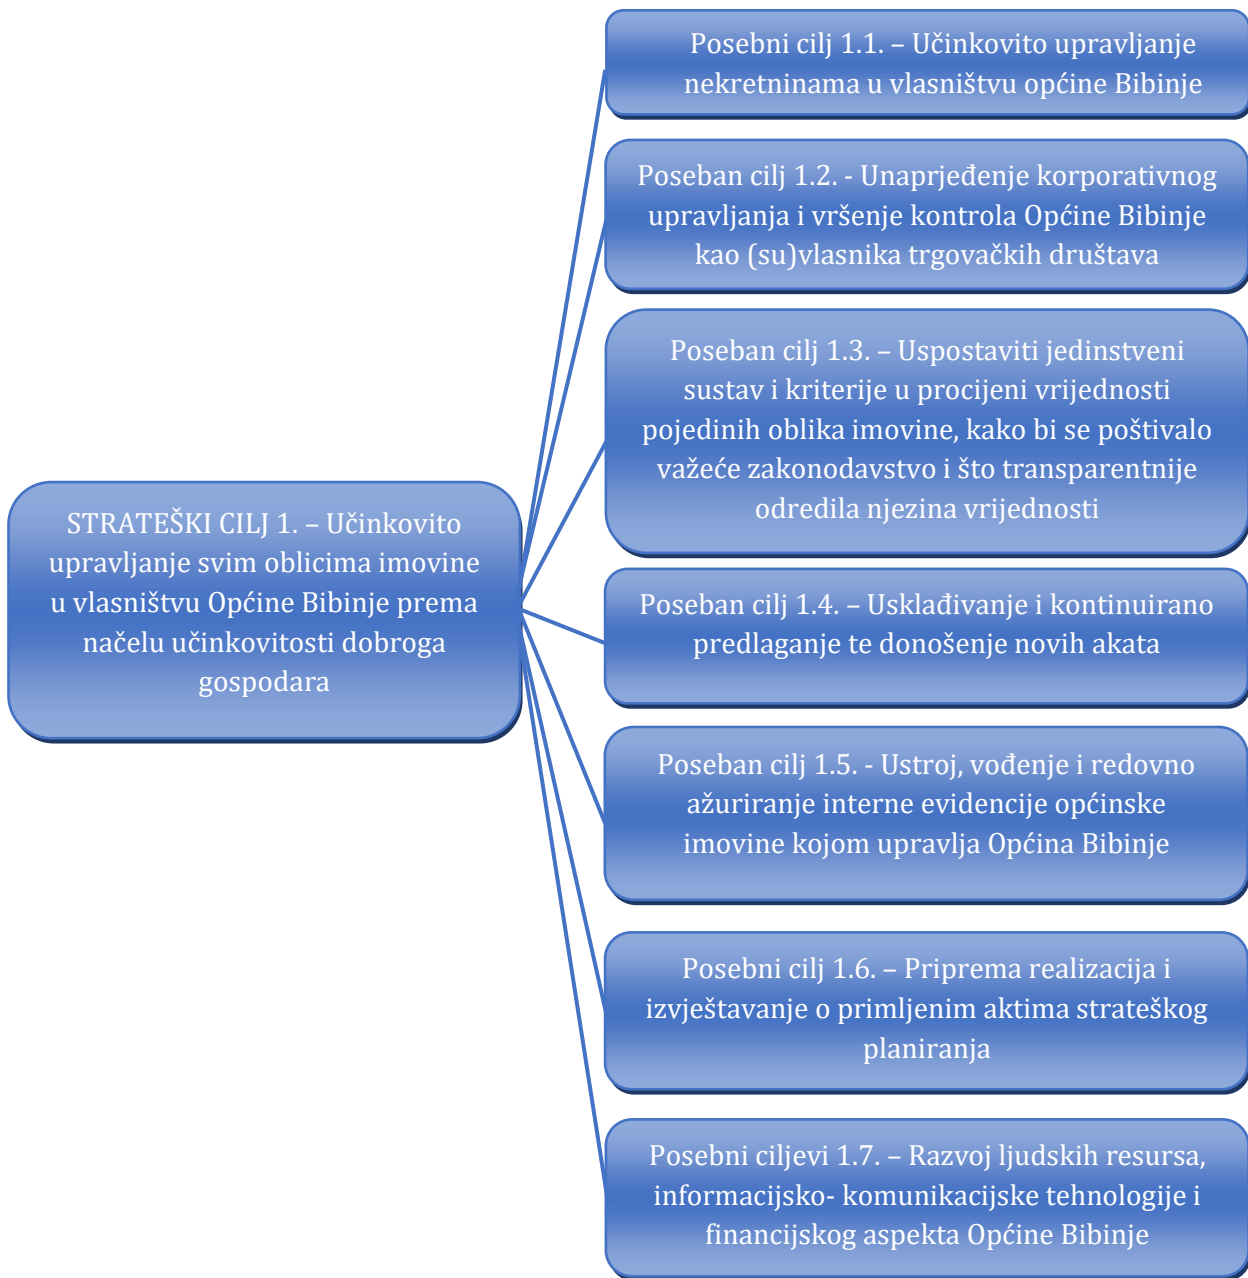 STRATEŠKI CILJ 1. – Učinkovito
upravljanje svim oblicima imovine
u vlasništvu Općine Bibinje prema
načelu učinkovitosti dobroga
gospodara
Posebni cilj 1.1. – Učinkovito upravljanje
nekretninama u vlasništvu općine Bibinje
Poseban cilj 1.2. - Unaprjeđenje korporativnog
upravljanja i vršenje kontrola Općine Bibinje
kao (su)vlasnika trgovačkih društava
Poseban cilj 1.3. – Uspostaviti jedinstveni
sustav i kriterije u procijeni vrijednosti
pojedinih oblika imovine, kako bi se poštivalo
važeće zakonodavstvo i što transparentnije
odredila njezina vrijednosti
Poseban cilj 1.4. – Usklađivanje i kontinuirano
predlaganje te donošenje novih akata
Poseban cilj 1.5. - Ustroj, vođenje i redovno
ažuriranje interne evidencije općinske
imovine kojom upravlja Općina Bibinje
Posebni cilj 1.6. – Priprema realizacija i
izvještavanje o primljenim aktima strateškog
planiranja
Posebni ciljevi 1.7. – Razvoj ljudskih resursa,
informacijsko- komunikacijske tehnologije i
financijskog aspekta Općine Bibinje